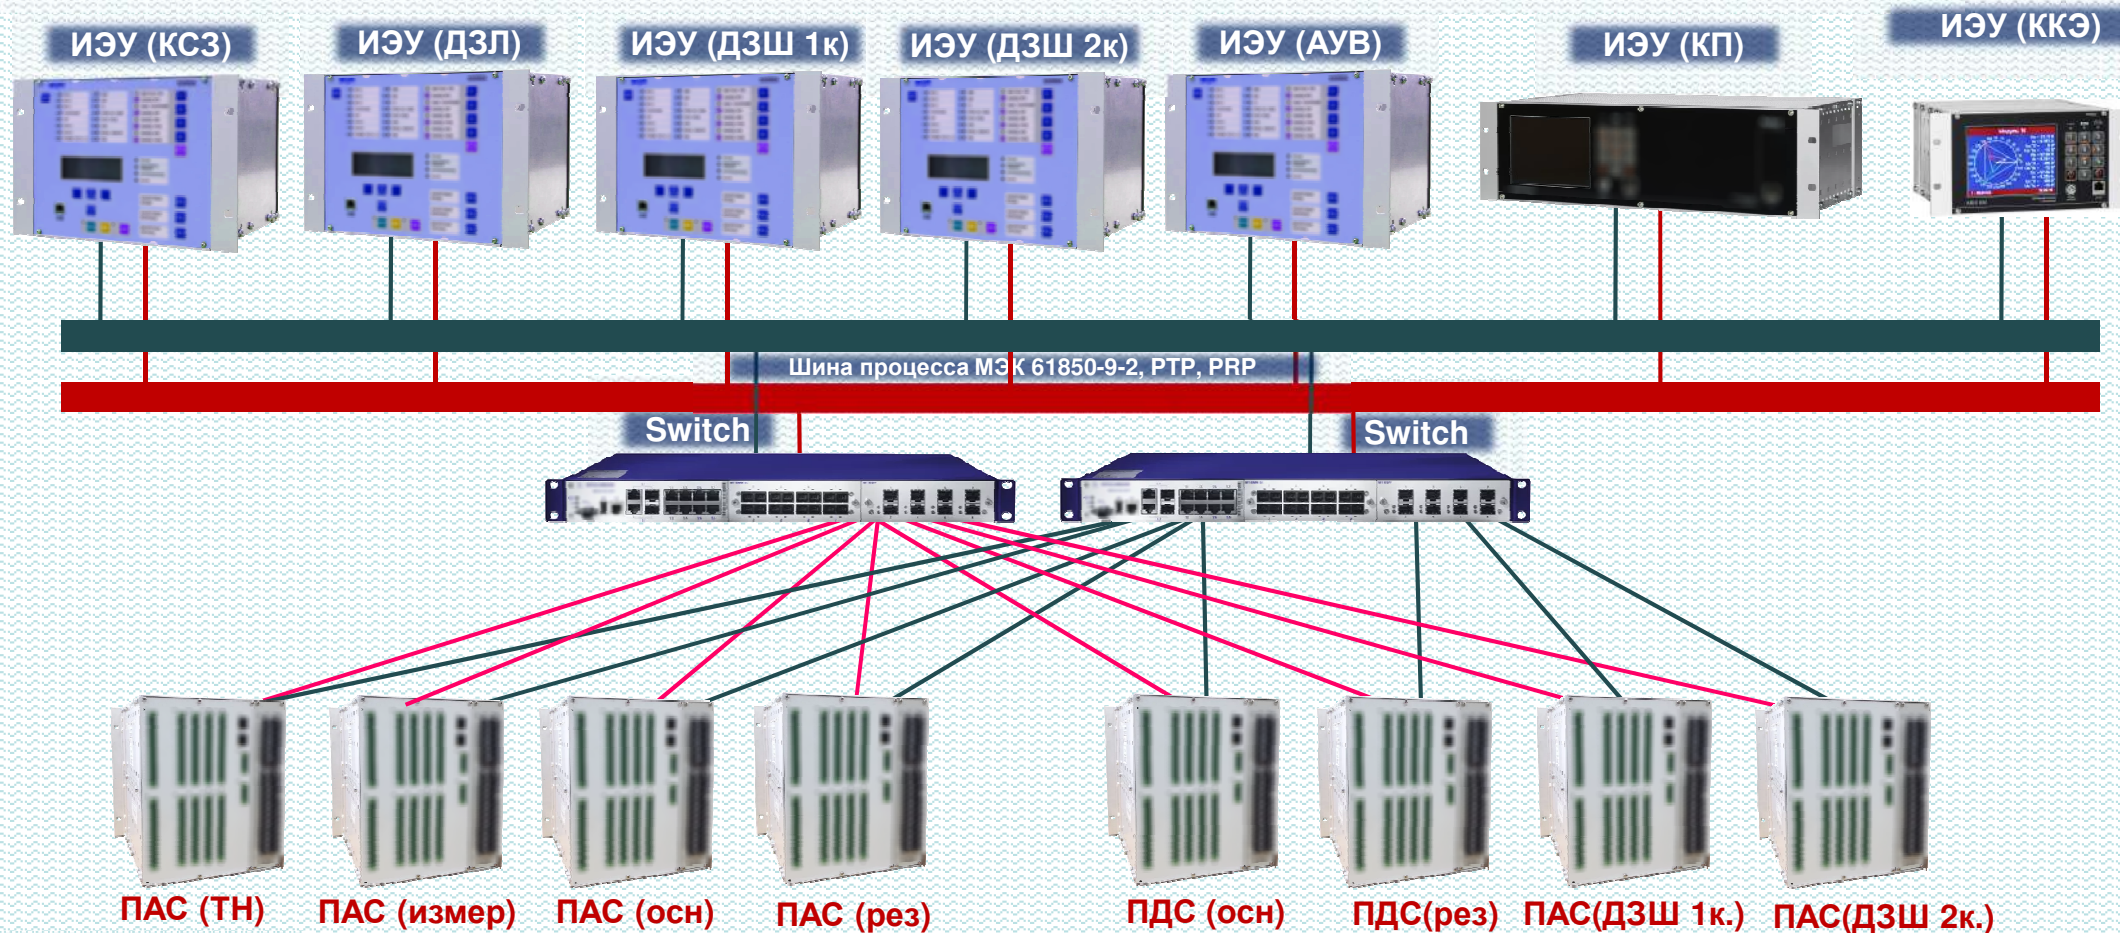 ИЭУ (КСЗ)
ИЭУ (ДЗЛ)
ИЭУ (ДЗШ 1к)
ИЭУ (ДЗШ 2к)
ИЭУ (АУВ)
ИЭУ (КП)
ИЭУ (ККЭ)
Шина процесса МЭК 61850-9-2, PTP, PRP
Switch
Switch
ПАС (ТН)
ПАС (измер)
ПАС (осн)
ПАС (рез)
ПДС (осн)
ПДС(рез)
ПАС(ДЗШ 1к.)
ПАС(ДЗШ 2к.)